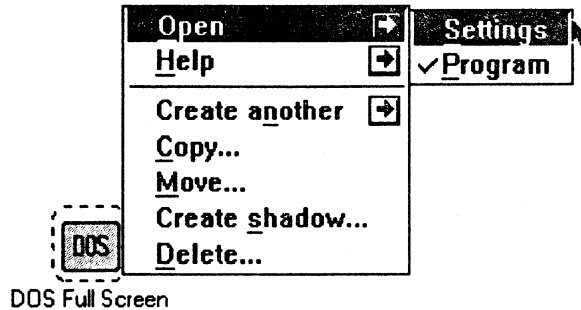 Open
Help
Create another
Copy...
Move...
Create shadow...
Delete...
Settings
✓Program
DOS
DOS Full Screen